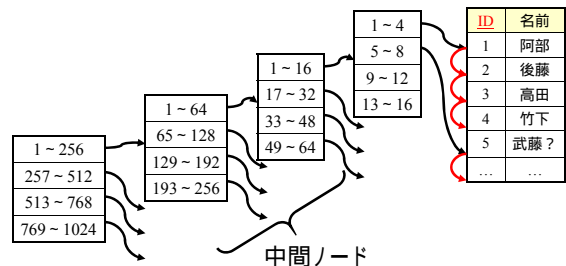 1 ~ 256
257 ~ 512
513 ~ 768
769 ~ 1024
1 ~ 64
65 ~ 128
129 ~ 192
193 ~ 256
1 ~ 16
17 ~ 32
33 ~ 48
49 ~ 64
1 ~ 4
5 ~ 8
9 ~ 12
13 ~ 16
ID 名前
1 阿部
2 後藤
3 高田
4 竹下
5 武藤？
… …
中間ノード